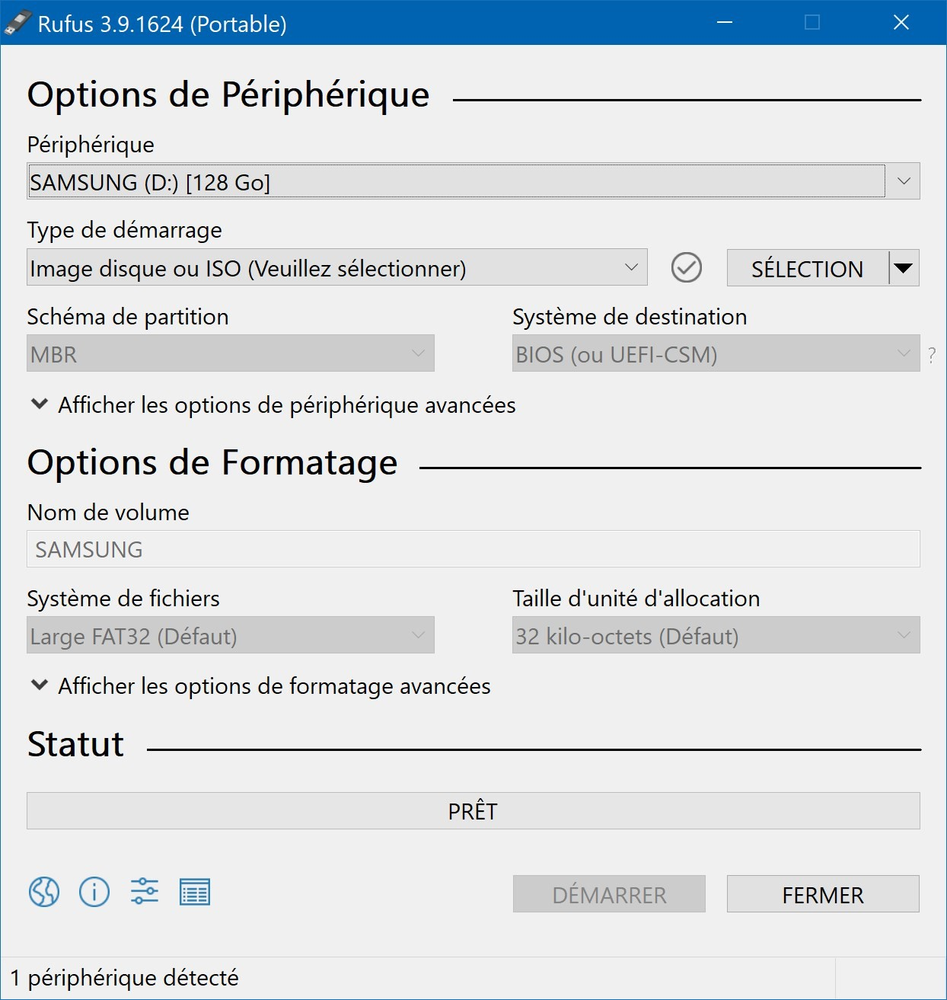 Rufus 3.9.1624 (Portable)
Options de Périphérique
Périphérique
SAMSUNG (D:) [128 Go]
Type de démarrage
Image disque ou ISO (Veuillez sélectionner)
SÉLECTION
Schéma de partition
Système de destination
MBR
BIOS (ou UEFI-CSM)
?
Afficher les options de périphérique avancées
Options de Formatage
Nom de volume
SAMSUNG
Système de fichiers
Taille d'unité d'allocation
Large FAT32 (Défaut)
32 kilo-octets (Défaut)
Afficher les options de formatage avancées
Statut
PRÊT
DÉMARRER
FERMER
1 périphérique détecté